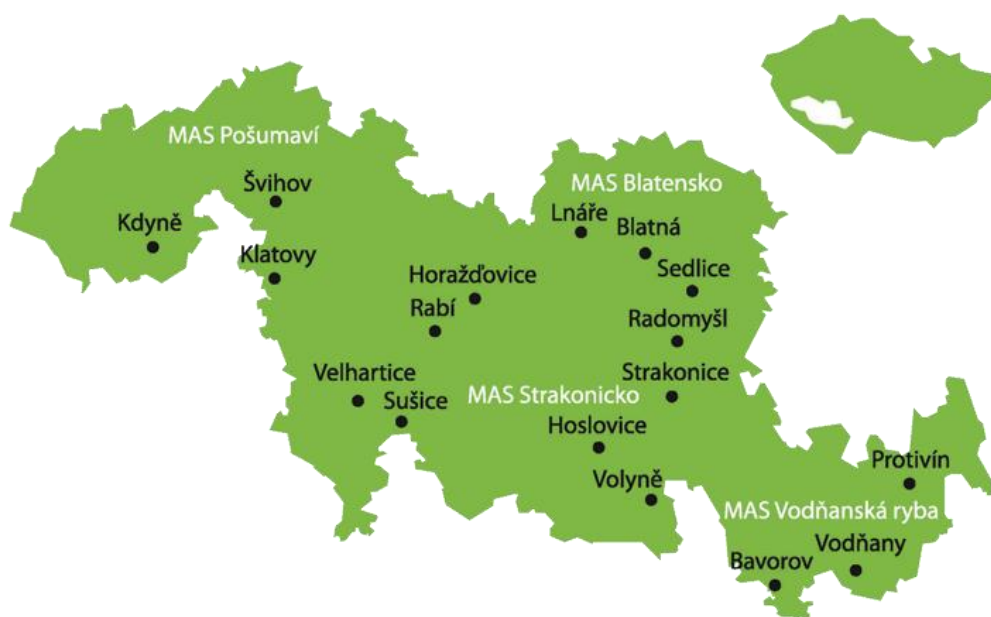 MAS Pošumaví
Švihov
Kdyně
Klatovy
MAS Blatensko
Lnáře
Blatná
Sedlice
Horažďovice
Rabí
Radomyšl
Velhartice
Sušice
Strakonice
MAS Strakonicko
Hoslovice
Volyně
Protivín
MAS Vodňanská ryba
Bavorov
Vodňany